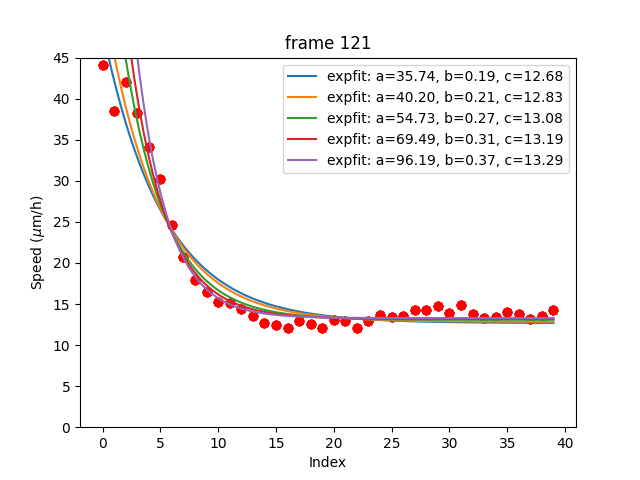 frame 121
expfit: a=35.74, b=0.19, c=12.68
expfit: a=40.20, b=0.21, c=12.83
expfit: a=54.73, b=0.27, c=13.08
expfit: a=69.49, b=0.31, c=13.19
expfit: a=96.19, b=0.37, c=13.29
Speed (μm/h)
45
40
35
30
25
20
15
10
5
0
0 5 10 15 20 25 30 35 40
Index